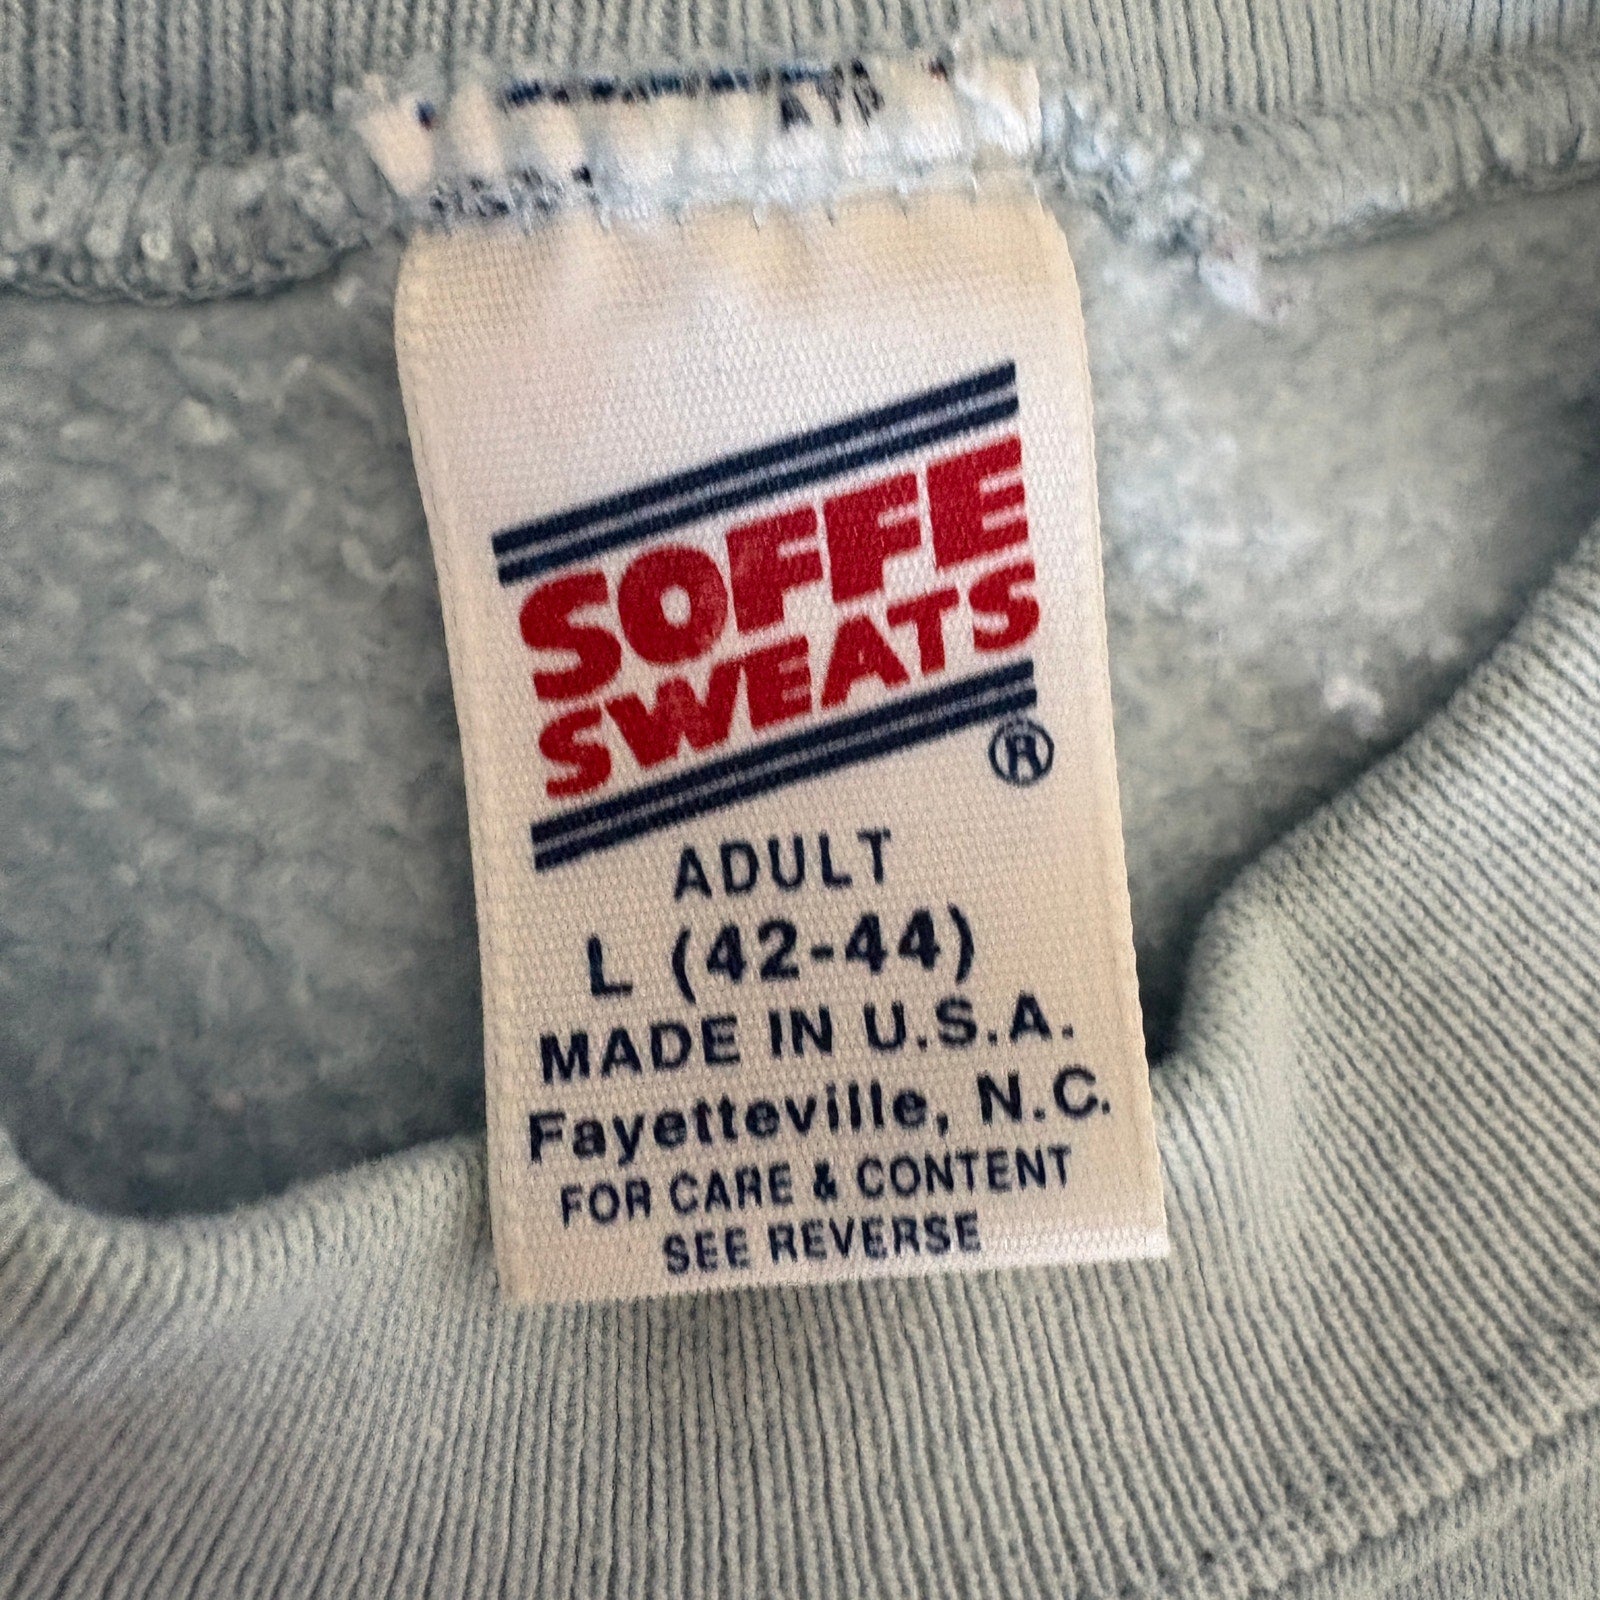 SOFFE
SWEATS
®
ADULT
L (42-44)
MADE IN U.S.A.
Fayetteville, N.C.
FOR CARE & CONTENT
SEE REVERSE